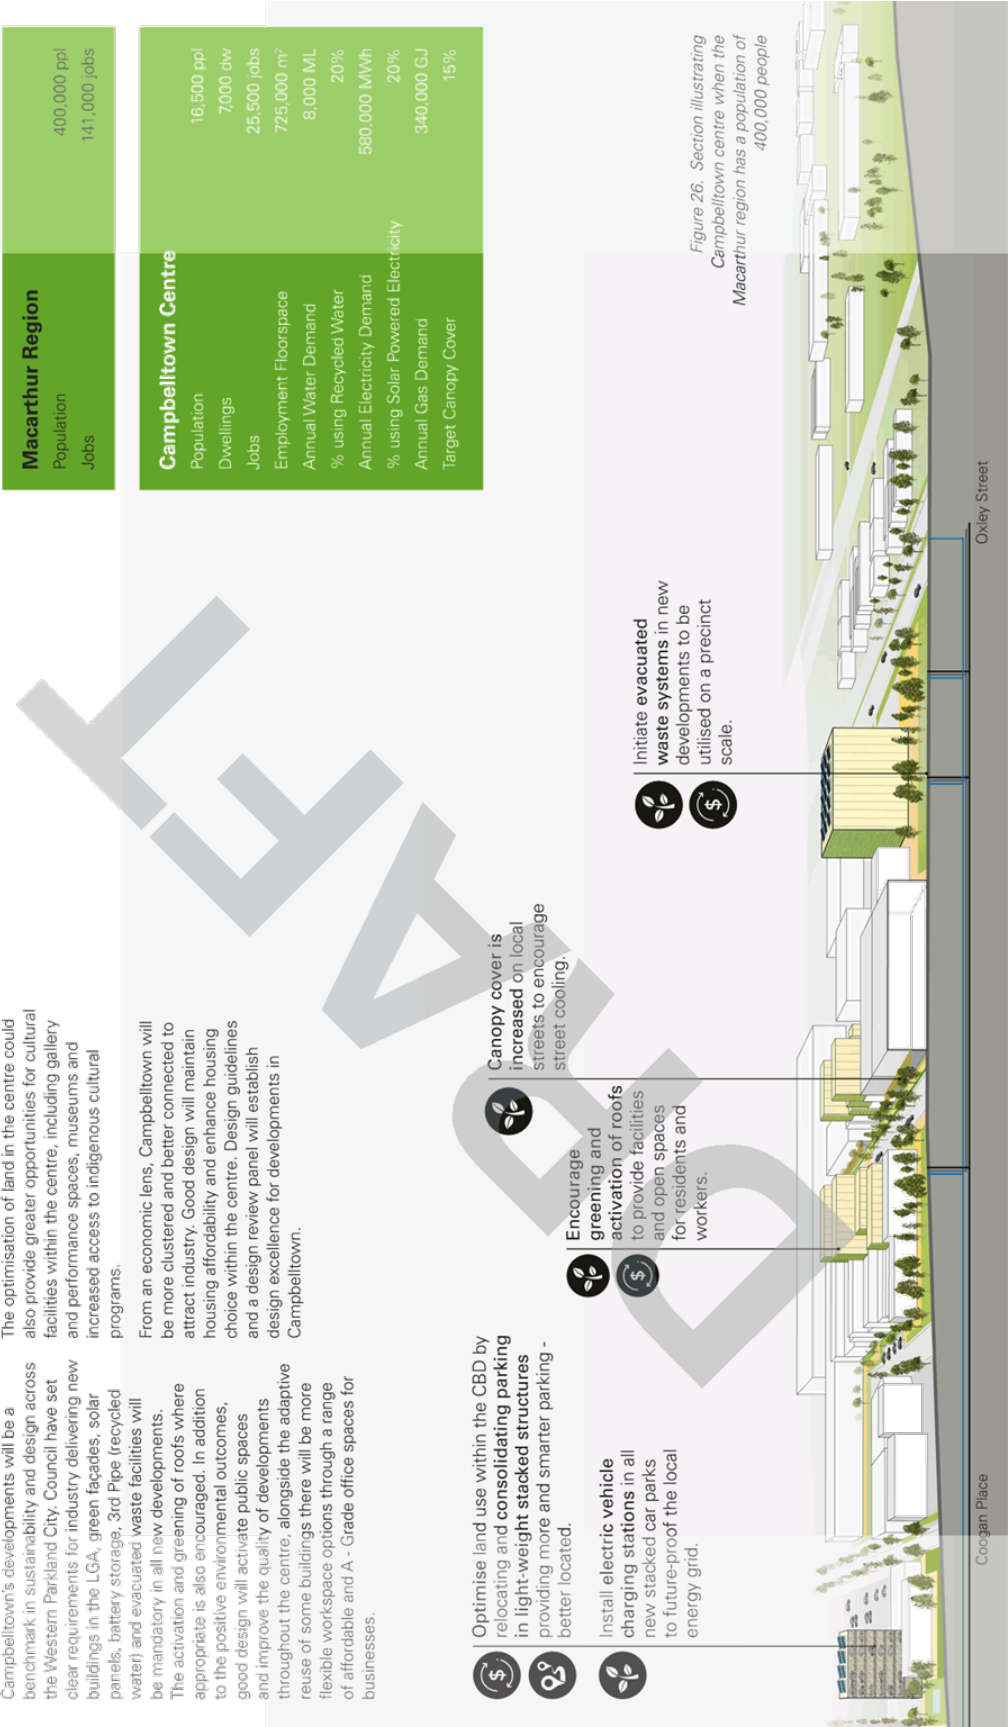 Campbelltown's developments will be a
benchmark in sustainability and design across
the Western Parkland City. Council have set
clear requirements for industry delivering new
buildings in the LGA, green façades, solar
panels, battery storage, 3rd Pipe (recycled
water) and evacuated waste facilities will
be mandatory in all new developments.
The activation and greening of roofs where
appropriate is also encouraged. In addition
to the positive environmental outcomes,
good design will activate public spaces
and improve the quality of developments
throughout the centre, alongside the adaptive
reuse of some buildings there will be more
flexible workspace options through a range
of affordable and A - Grade office spaces for
businesses.
The optimisation of land in the centre could
also provide greater opportunities for cultural
facilities within the centre, including gallery
and performance spaces, museums and
increased access to indigenous cultural
programs.
From an economic lens, Campbelltown will
be more clustered and better connected to
attract industry. Good design will maintain
housing affordability and enhance housing
choice within the centre. Design guidelines
and a design review panel will establish
design excellence for developments in
Campbelltown.
Macarthur Region
Population 400,000 ppl
Jobs 141,000 jobs
Campbelltown Centre
Population 16,500 ppl
Dwellings 7,000 dw
Jobs 25,500 jobs
Employment Floorspace 725,000 m²
Annual Water Demand 8,000 ML
% using Recycled Water 20%
Annual Electricity Demand 580,000 MWh
% using Solar Powered Electricity 20%
Annual Gas Demand 340,000 GJ
Target Canopy Cover 15%
DRAFT
Optimise land use within the CBD by
relocating and consolidating parking
in light-weight stacked structures
providing more and smarter parking -
better located.
Install electric vehicle
charging stations in all
new stacked car parks
to future-proof the local
energy grid.
Encourage
greening and
activation of roofs
to provide facilities
and open spaces
for residents and
workers.
Canopy cover is
increased on local
streets to encourage
street cooling.
Initiate evacuated
waste systems in new
developments to be
utilised on a precinct
scale.
Figure 26. Section illustrating
Campbelltown centre when the
Macarthur region has a population of
400,000 people
Coogan Place
Oxley Street